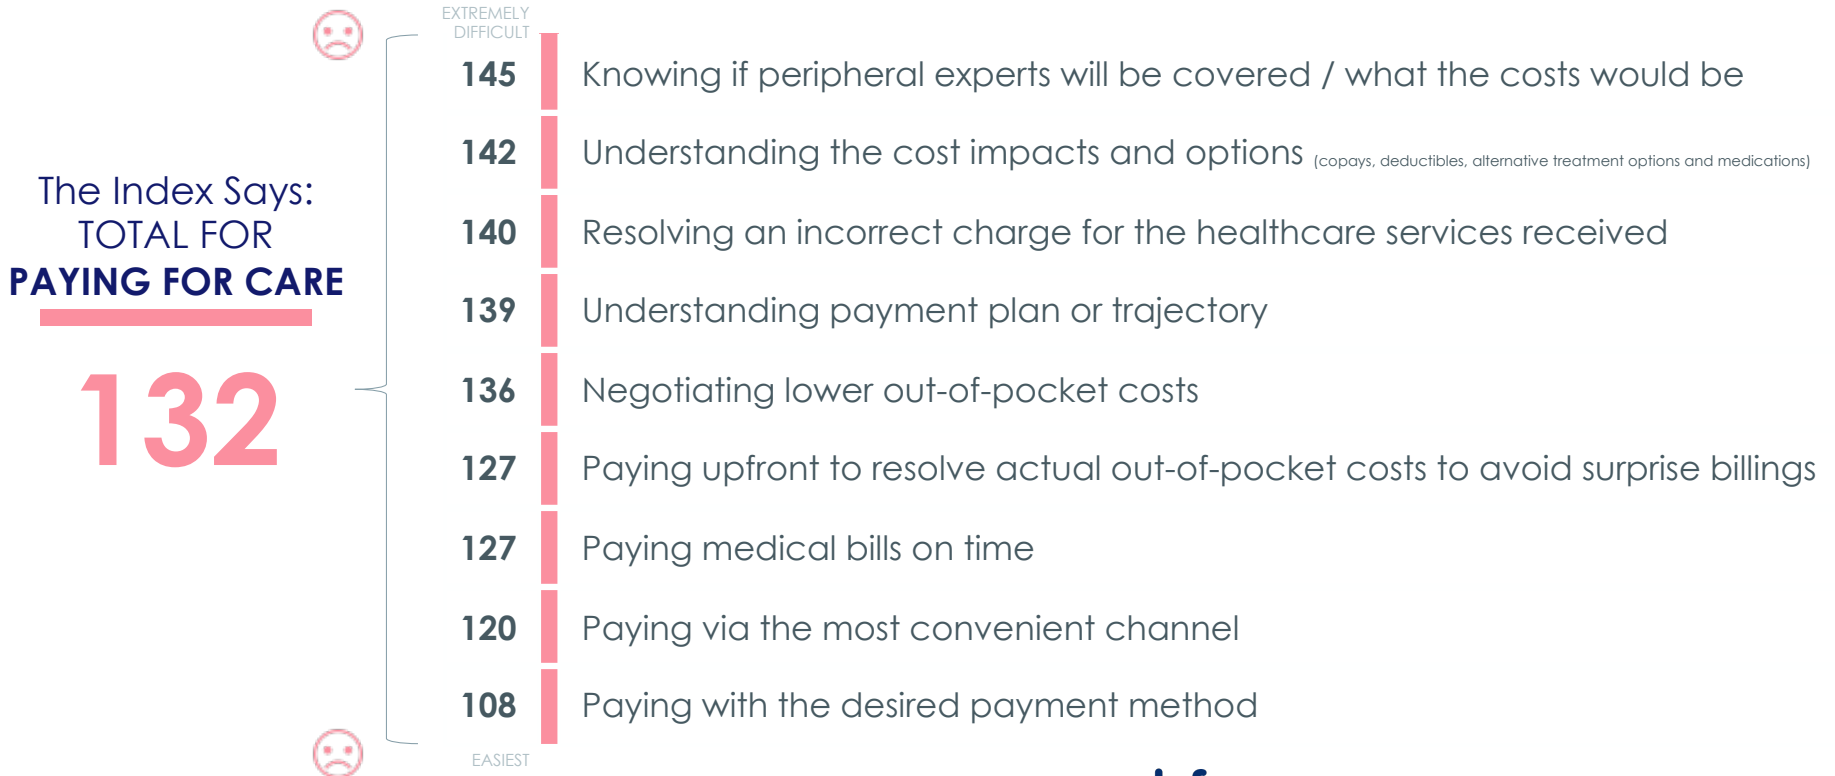 EXTREMELY
DIFFICULT
The Index Says:
TOTAL FOR
PAYING FOR CARE
132
145 Knowing if peripheral experts will be covered / what the costs would be
142 Understanding the cost impacts and options (copays, deductibles, alternative treatment options and medications)
140 Resolving an incorrect charge for the healthcare services received
139 Understanding payment plan or trajectory
136 Negotiating lower out-of-pocket costs
127 Paying upfront to resolve actual out-of-pocket costs to avoid surprise billings
127 Paying medical bills on time
120 Paying via the most convenient channel
108 Paying with the desired payment method
EASIEST